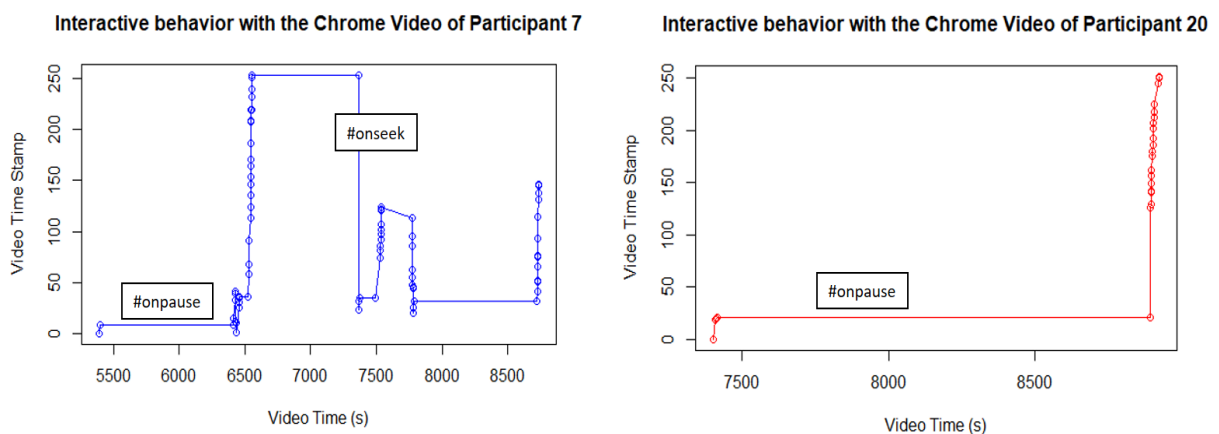 Interactive behavior with the Chrome Video of Participant 7
Video Time Stamp
250
200
150
100
50
0
#onseek
#onpause
5500 6000 6500 7000 7500 8000 8500
Video Time (s)
Interactive behavior with the Chrome Video of Participant 20
Video Time Stamp
250
200
150
100
50
0
#onpause
7500 8000 8500
Video Time (s)